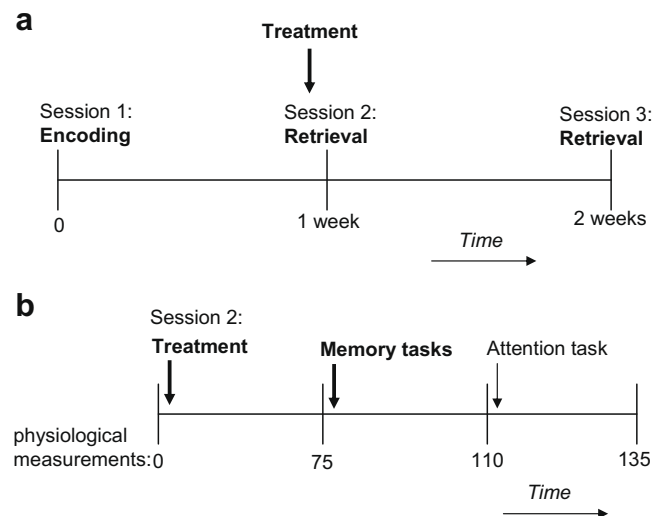 a
Treatment
Session 1:
Encoding
Session 2:
Retrieval
Session 3:
Retrieval
0
1 week
2 weeks
Time
b
Session 2:
Treatment
Memory tasks
Attention task
physiological
measurements:
0
75
110
135
Time